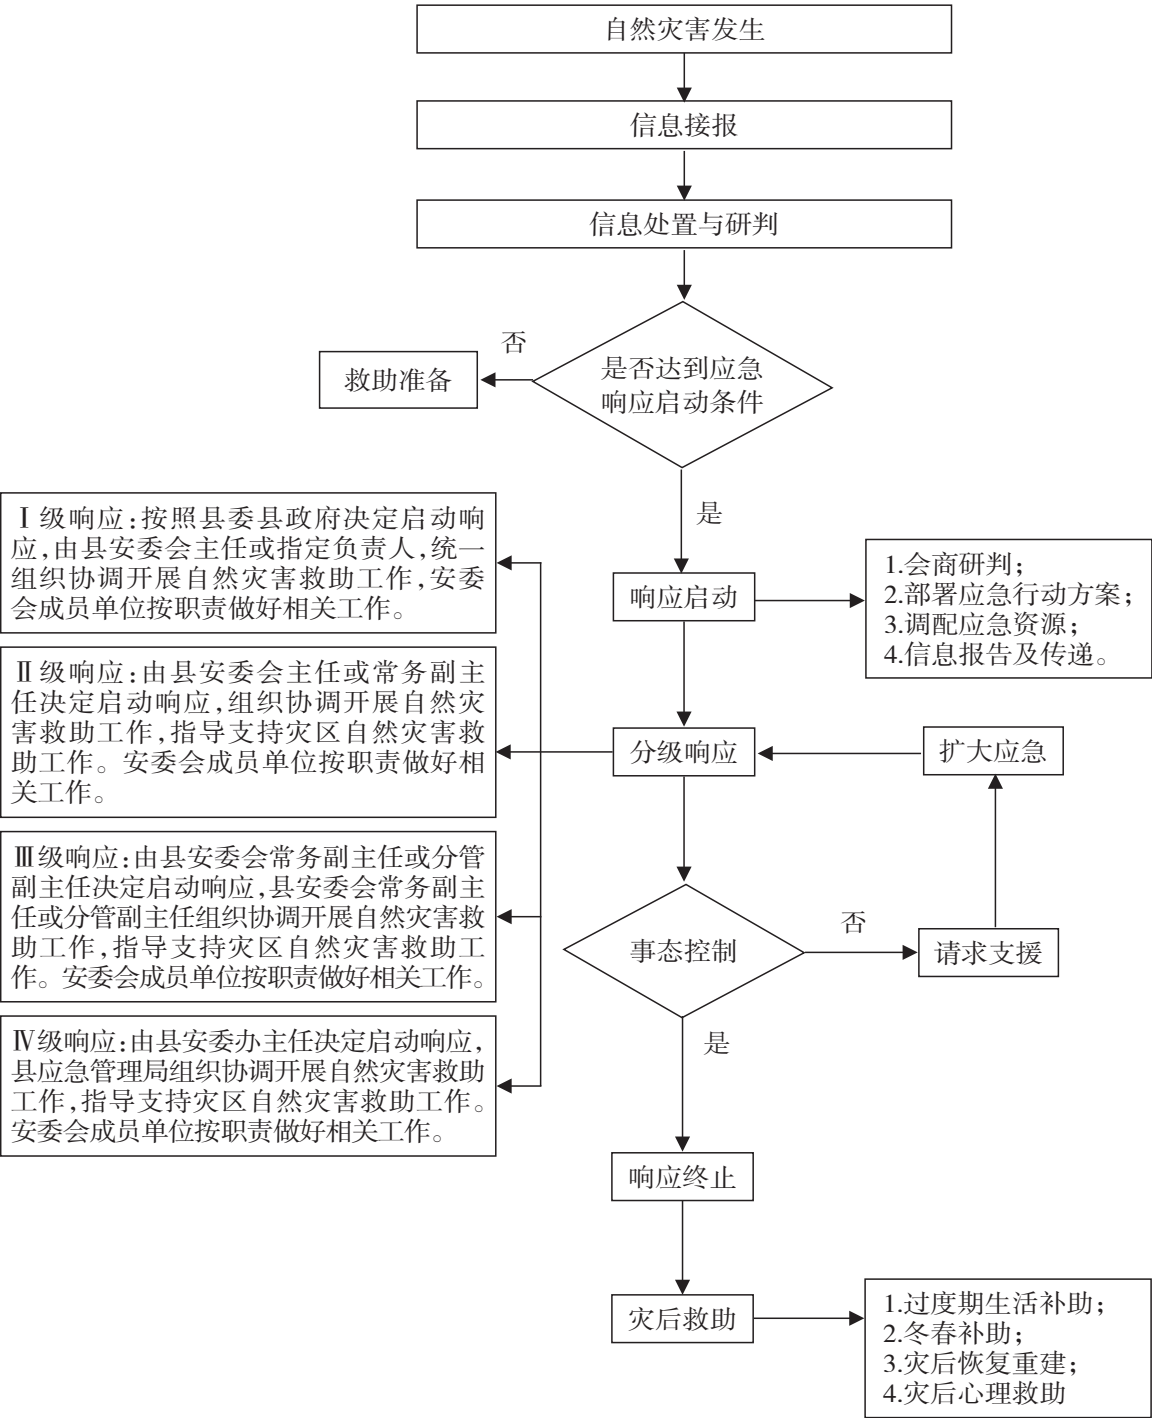 自然灾害发生
信息接报
信息处置与研判
否
救助准备
是否达到应急
响应启动条件
是
Ⅰ级响应:按照县委县政府决定启动响
应,由县安委会主任或指定负责人,统一
组织协调开展自然灾害救助工作,安委
会成员单位按职责做好相关工作。
响应启动
1.会商研判;
2.部署应急行动方案;
3.调配应急资源;
4.信息报告及传递。
Ⅱ级响应:由县安委会主任或常务副主
任决定启动响应,组织协调开展自然灾
害救助工作,指导支持灾区自然灾害救
助工作。安委会成员单位按职责做好相
关工作。
分级响应
扩大应急
Ⅲ级响应:由县安委会常务副主任或分管
副主任决定启动响应,县安委会常务副主
任或分管副主任组织协调开展自然灾害救
助工作,指导支持灾区自然灾害救助工
作。安委会成员单位按职责做好相关工作。
事态控制
否
请求支援
是
Ⅳ级响应:由县安委办主任决定启动响应,
县应急管理局组织协调开展自然灾害救助
工作,指导支持灾区自然灾害救助工作。
安委会成员单位按职责做好相关工作。
响应终止
灾后救助
1.过度期生活补助;
2.冬春补助;
3.灾后恢复重建;
4.灾后心理救助